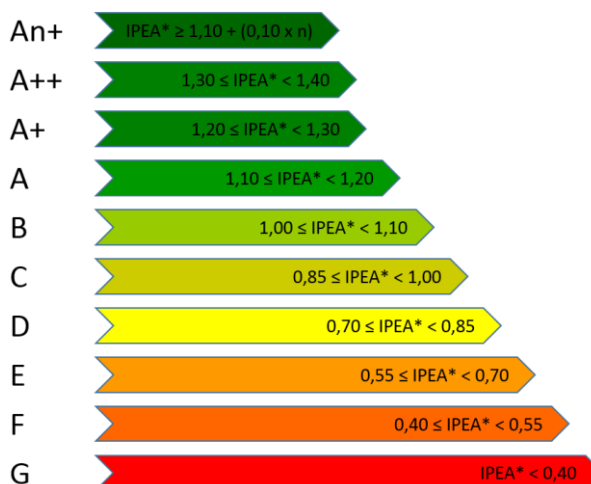 An+ IPEA* ≥ 1,10 + (0,10 x n)
A++ 1,30 ≤ IPEA* < 1,40
A+ 1,20 ≤ IPEA* < 1,30
A 1,10 ≤ IPEA* < 1,20
B 1,00 ≤ IPEA* < 1,10
C 0,85 ≤ IPEA* < 1,00
D 0,70 ≤ IPEA* < 0,85
E 0,55 ≤ IPEA* < 0,70
F 0,40 ≤ IPEA* < 0,55
G IPEA* < 0,40